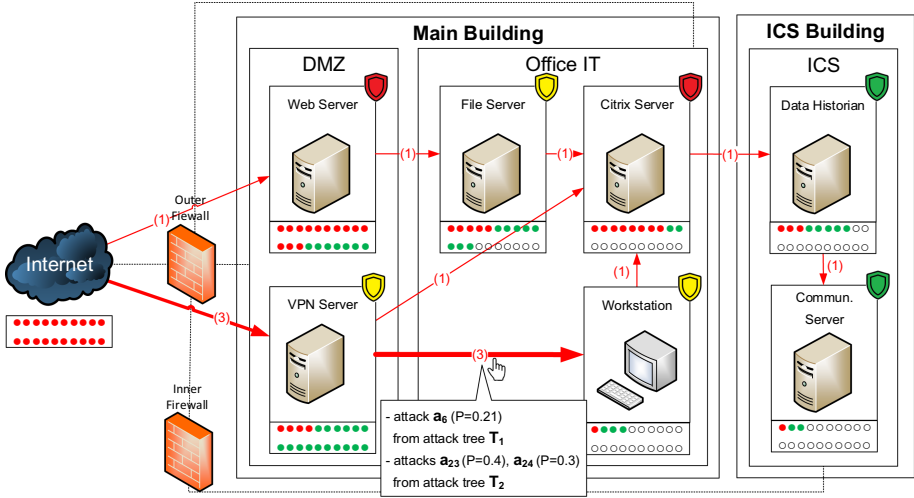 Main Building
ICS Building
DMZ
Office IT
ICS
Web Server
File Server
Citrix Server
Data Historian
(1)
(1)
(1)
(1)
Outer
Firewall
Internet
(1)
(1)
(1)
(3)
VPN Server
Workstation
Commun.
Server
(3)
Inner
Firewall
- attack a6 (P=0.21)
from attack tree T1
- attacks a23 (P=0.4), a24 (P=0.3)
from attack tree T2